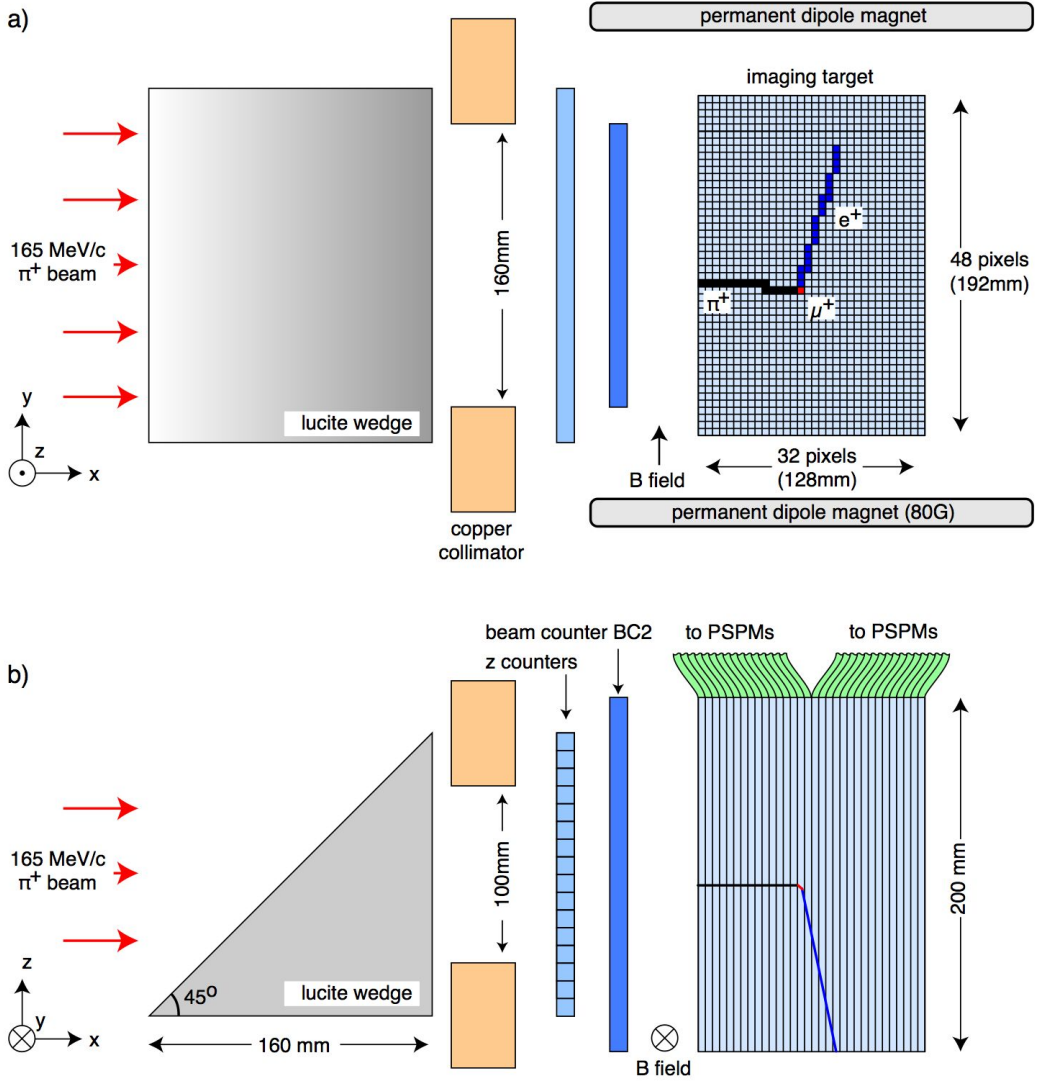 a)
permanent dipole magnet
imaging target
165 MeV/c
π+ beam
160mm
e+
π+
μ+
48 pixels
(192mm)
lucite wedge
y
z
x
B field
32 pixels
(128mm)
copper
collimator
permanent dipole magnet (80G)
b)
beam counter BC2
z counters
to PSPMs
to PSPMs
165 MeV/c
π+ beam
100mm
200 mm
z
y
x
45o
lucite wedge
160 mm
B field